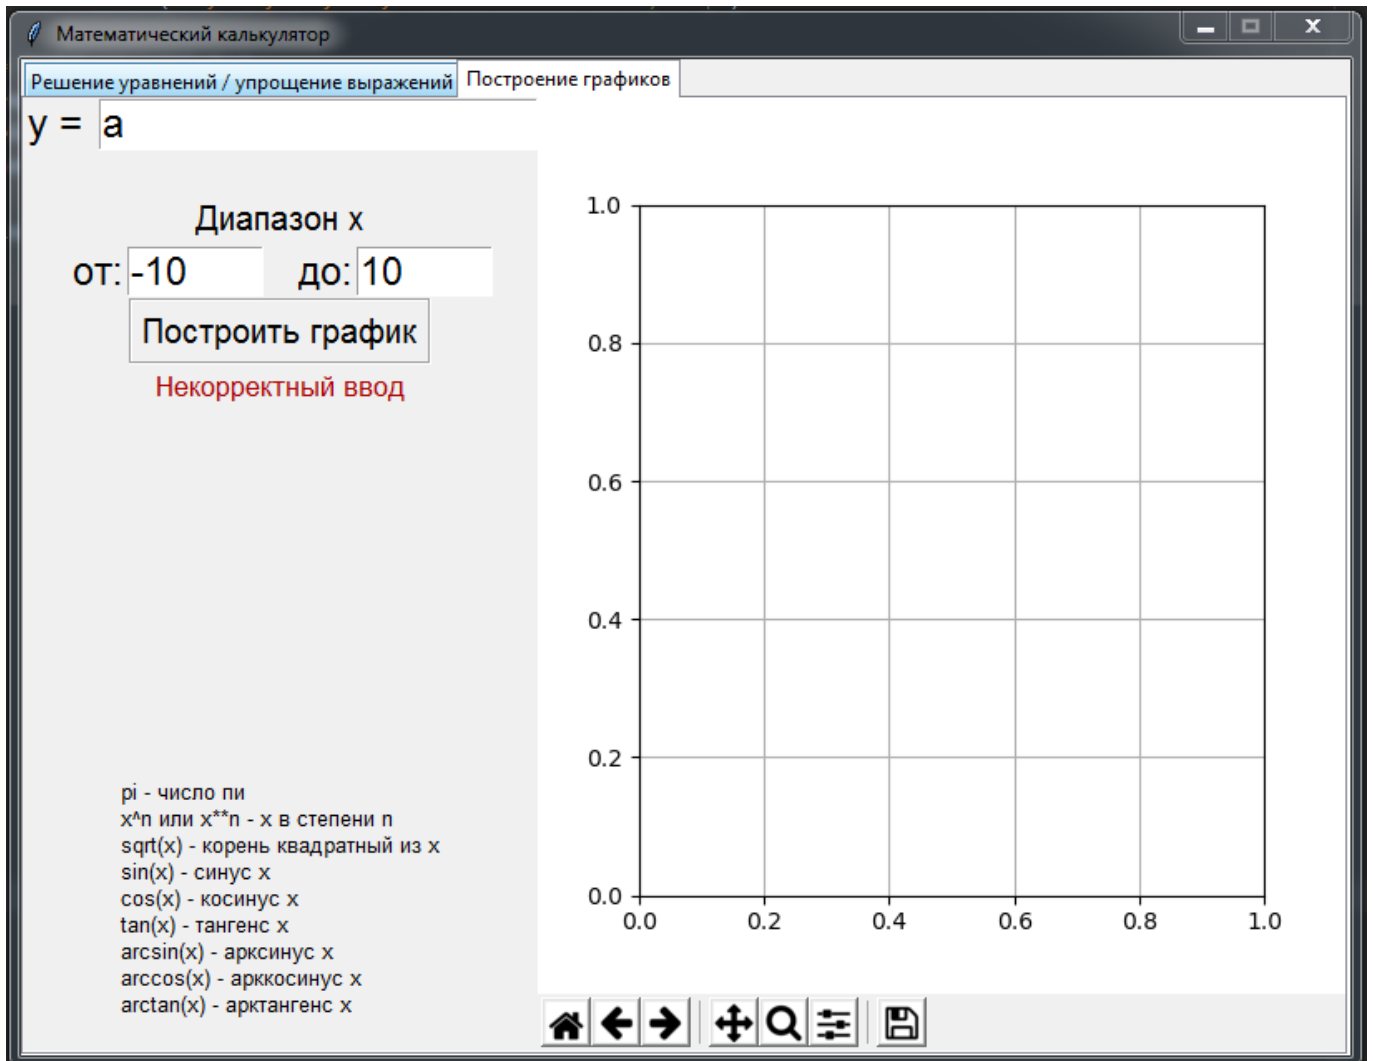 Математический калькулятор
Решение уравнений / упрощение выражений
Построение графиков
y = a
Диапазон x
от: -10 до: 10
Построить график
Некорректный ввод
pi - число пи
x^n или x**n - x в степени n
sqrt(x) - корень квадратный из x
sin(x) - синус x
cos(x) - косинус x
tan(x) - тангенс x
arcsin(x) - арксинус x
arccos(x) - арккосинус x
arctan(x) - арктангенс x
1.0
0.8
0.6
0.4
0.2
0.0
0.0 0.2 0.4 0.6 0.8 1.0